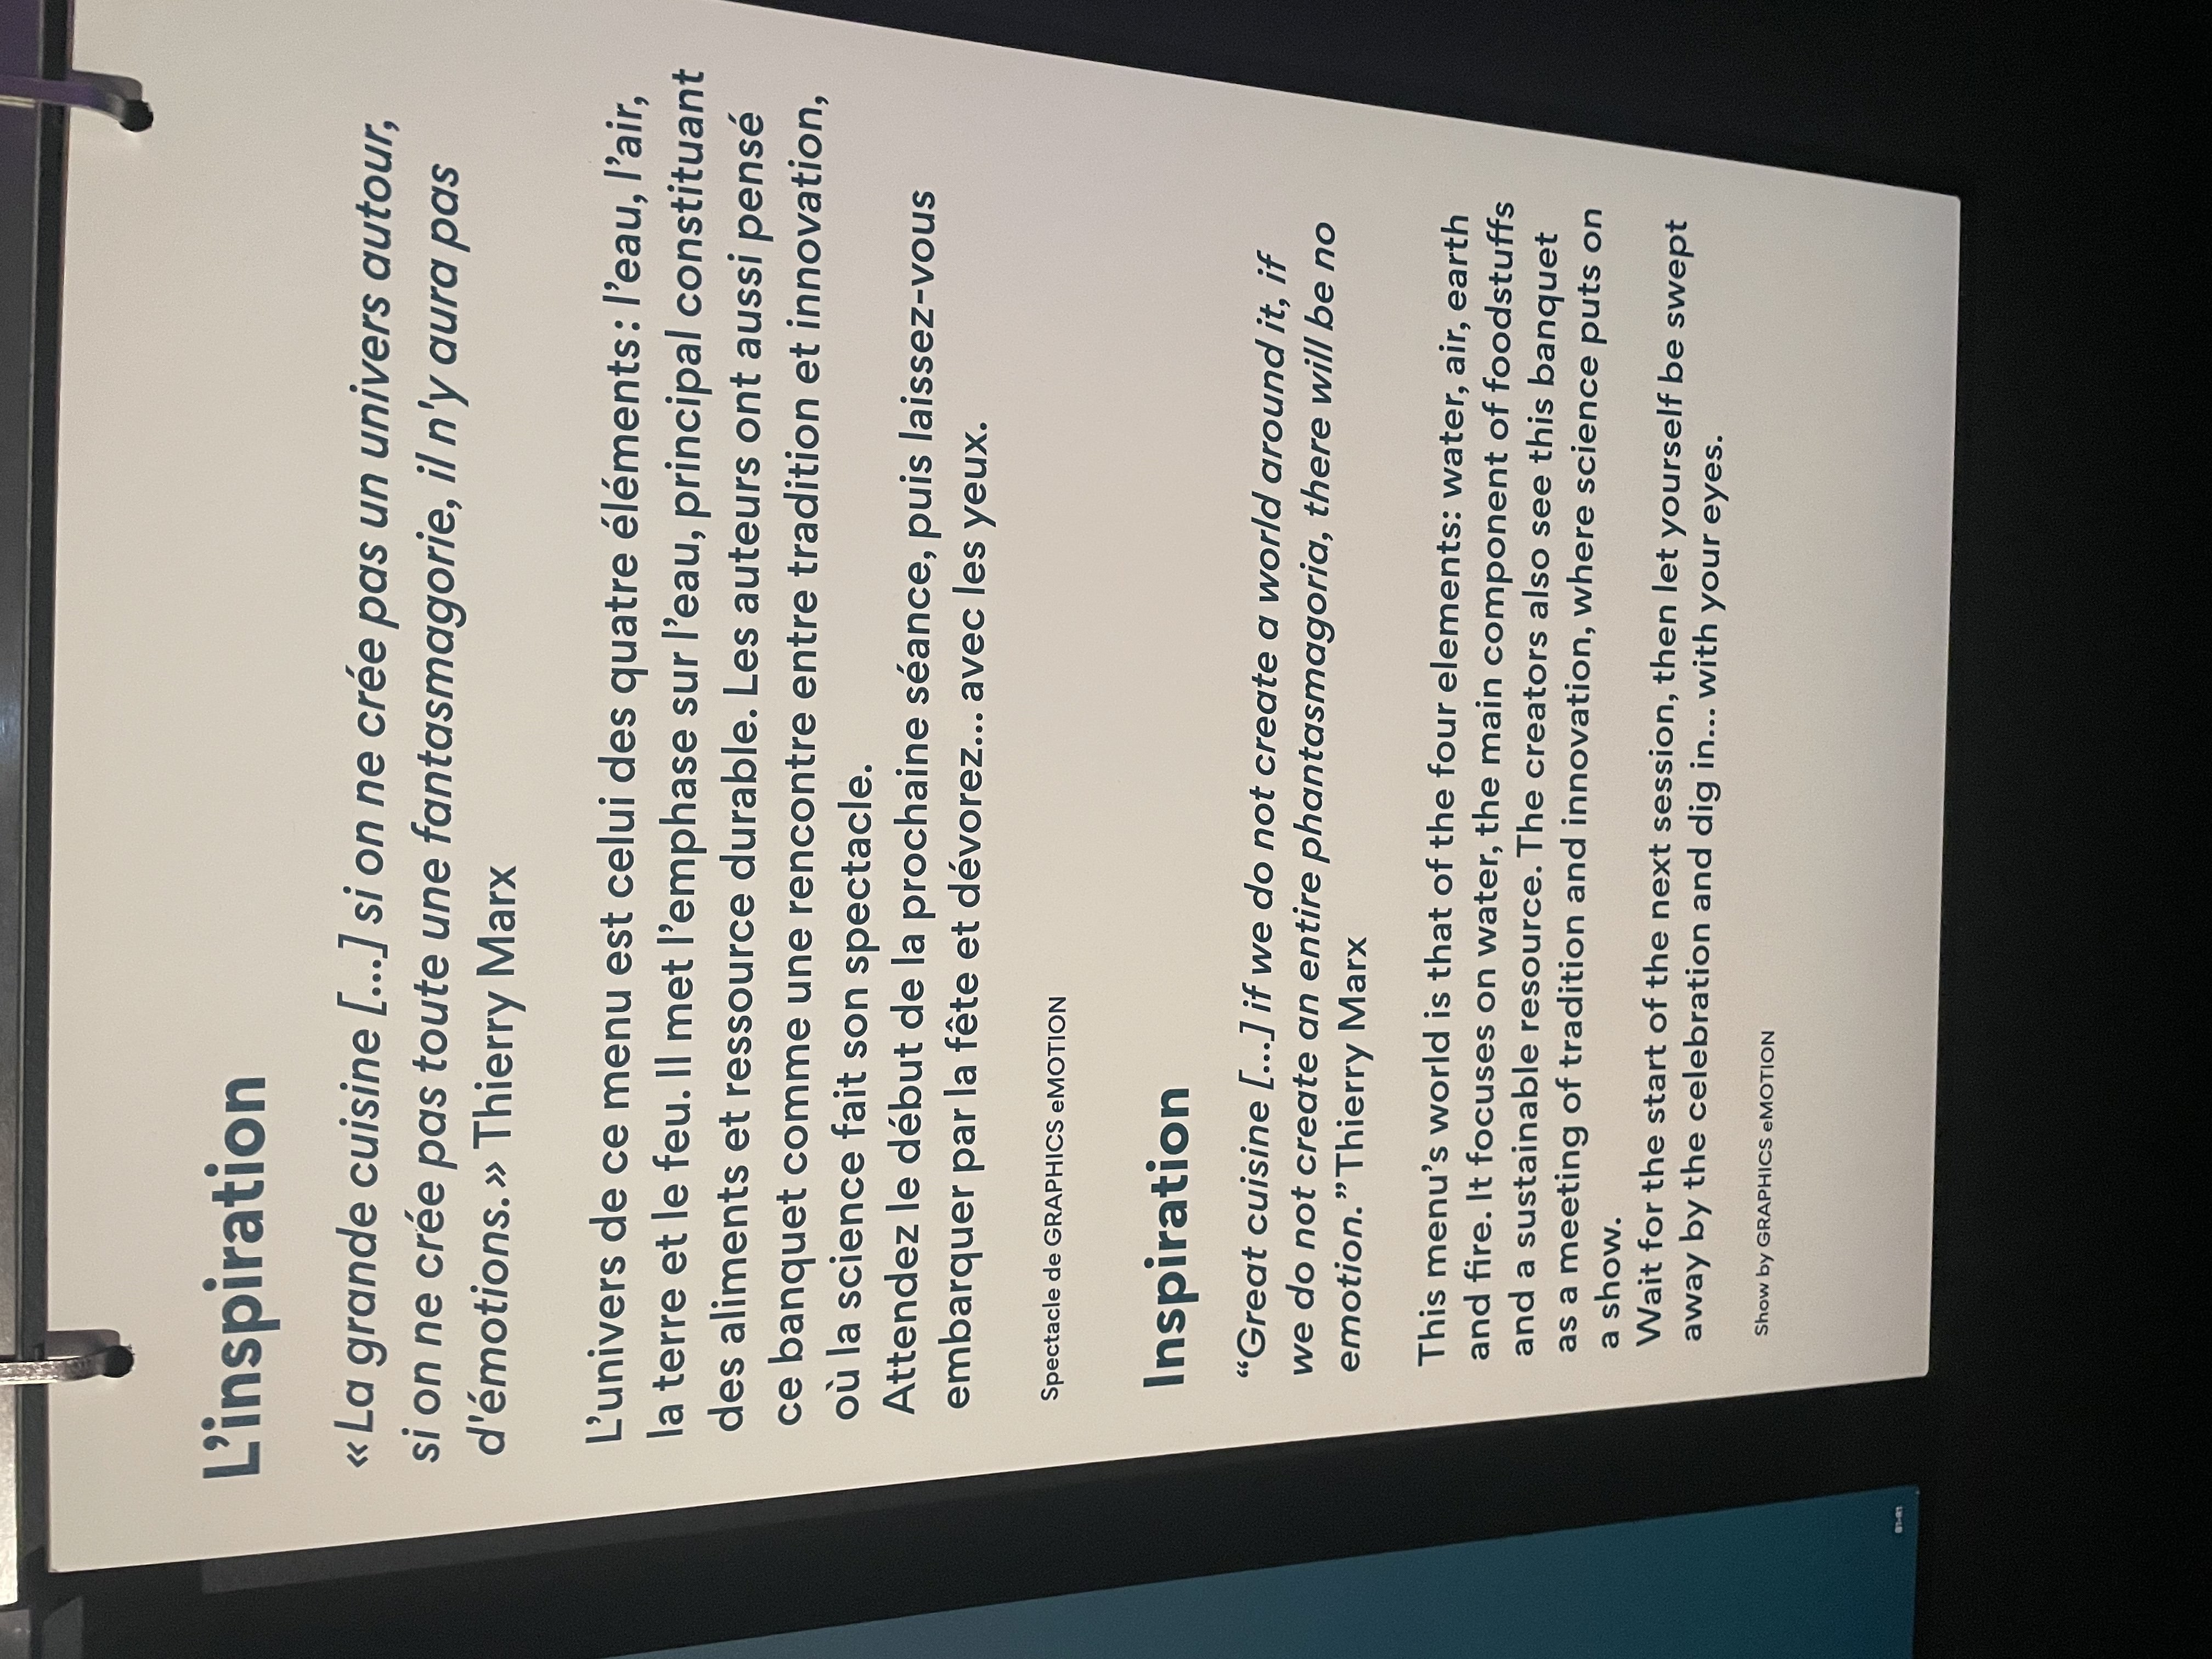 L’inspiration
« La grande cuisine [...] si on ne crée pas un univers autour,
si on ne crée pas toute une fantasmagorie, il n'y aura pas
d'émotions. » Thierry Marx
L’univers de ce menu est celui des quatre éléments : l’eau, l’air,
la terre et le feu. Il met l’emphase sur l’eau, principal constituant
des aliments et ressource durable. Les auteurs ont aussi pensé
ce banquet comme une rencontre entre tradition et innovation,
où la science fait son spectacle.
Attendez le début de la prochaine séance, puis laissez-vous
embarquer par la fête et dévorez... avec les yeux.
Spectacle de GRAPHICS eMOTION
Inspiration
“Great cuisine [...] if we do not create a world around it, if
we do not create an entire phantasmagoria, there will be no
emotion.” Thierry Marx
This menu’s world is that of the four elements: water, air, earth
and fire. It focuses on water, the main component of foodstuffs
and a sustainable resource. The creators also see this banquet
as a meeting of tradition and innovation, where science puts on
a show.
Wait for the start of the next session, then let yourself be swept
away by the celebration and dig in... with your eyes.
Show by GRAPHICS eMOTION